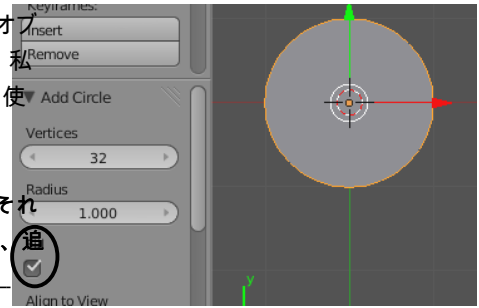 Keyframes:
オブ
Insert
私
Remove
使
Add Circle
Vertices
32
Radius
それ
1.000
、追
Align to View
y